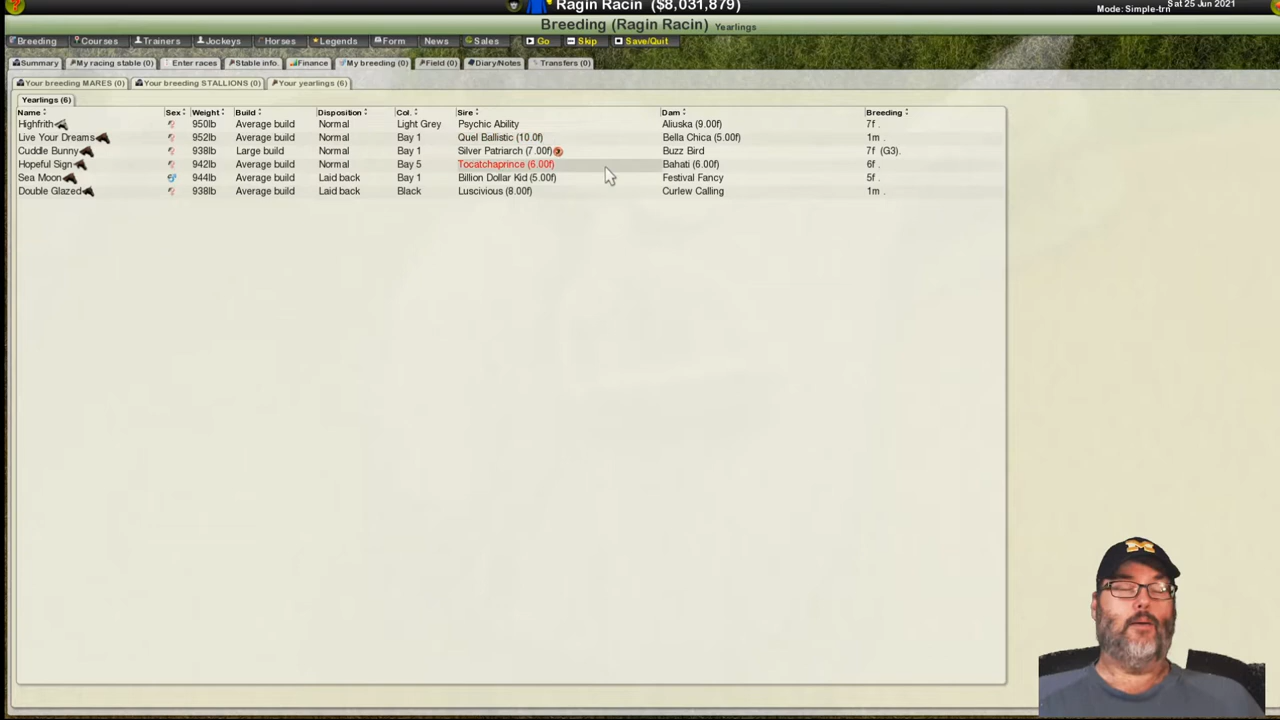 Ragin Racin ($8,031,879)
Mode: Simple-trn
Sat 25 Jun 2021
Breeding (Ragin Racin) Yearlings
Breeding Courses Trainers Jockeys Horses Legends Form News Sales Go Skip Save/Quit
Summary My racing stable (0) Enter races Stable info. Finance My breeding (0) Field (0) Diary/Notes Transfers (0)
Your breeding MARES (0) Your breeding STALLIONS (0) Your yearlings (6)
Yearlings (6)
Name Sex Weight Build Disposition Col. Sire Dam Breeding
Highfrith 950lb Average build Normal Light Grey Psychic Ability Aliuska (9.00f) 7f .
Live Your Dreams 952lb Average build Normal Bay 1 Quel Ballistic (10.0f) Bella Chica (5.00f) 1m .
Cuddle Bunny 938lb Large build Normal Bay 1 Silver Patriarch (7.00f) Buzz Bird 7f (G3).
Hopeful Sign 942lb Average build Normal Bay 5 Tocatchaprince (6.00f) Bahati (6.00f) 6f .
Sea Moon 944lb Average build Laid back Bay 1 Billion Dollar Kid (5.00f) Festival Fancy 5f .
Double Glazed 938lb Average build Laid back Black Luscivious (8.00f) Curlew Calling 1m .
M